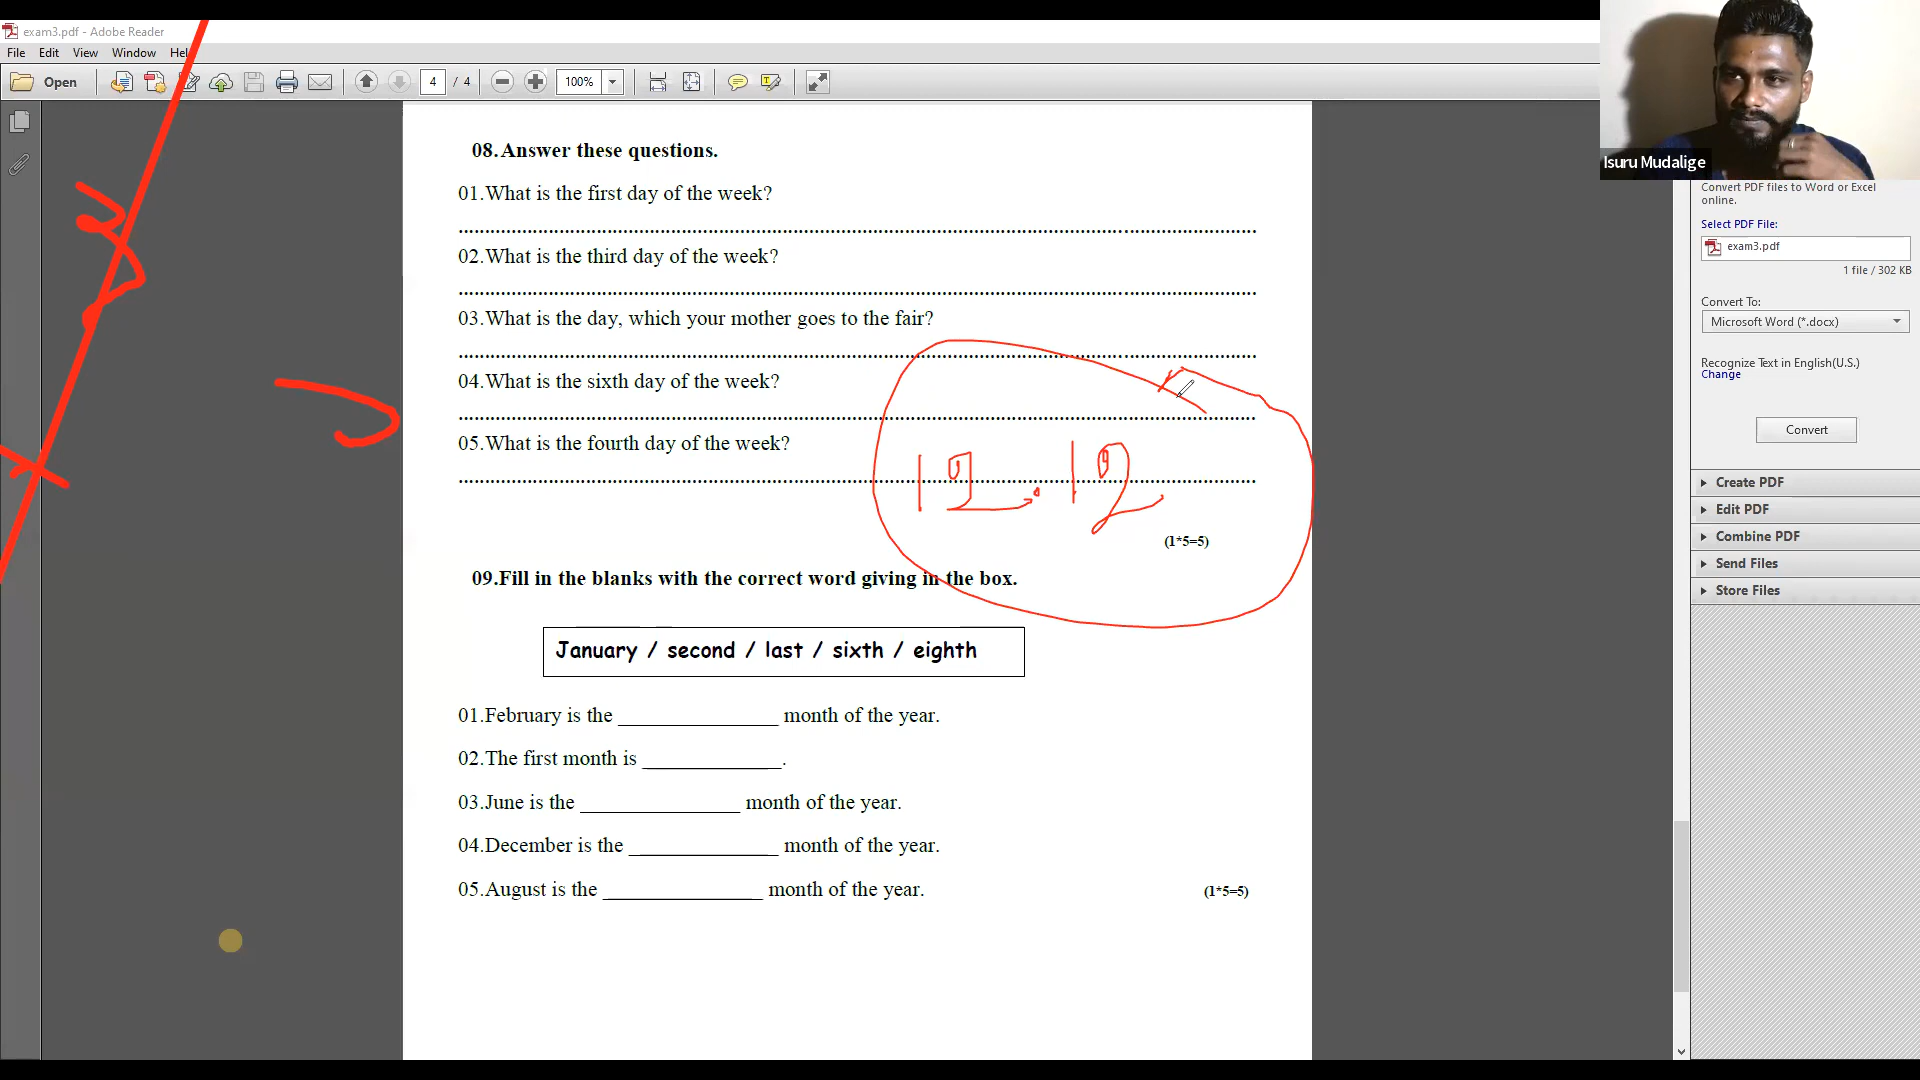 exam3.pdf - Adobe Reader
File Edit View Window Help
Open
4 / 4
100%
Isuru Mudalige
08.Answer these questions.
01.What is the first day of the week?
02.What is the third day of the week?
03.What is the day, which your mother goes to the fair?
04.What is the sixth day of the week?
05.What is the fourth day of the week?
12. 12
(1*5=5)
09.Fill in the blanks with the correct word giving in the box.
January / second / last / sixth / eighth
01.February is the ________________ month of the year.
02.The first month is ______________.
03.June is the ________________ month of the year.
04.December is the _______________ month of the year.
05.August is the ________________ month of the year.
(1*5=5)
Convert PDF files to Word or Excel
online.
Select PDF File:
exam3.pdf
1 file / 302 KB
Convert To:
Microsoft Word (*.docx)
Recognize Text in English(U.S.)
Change
Convert
Create PDF
Edit PDF
Combine PDF
Send Files
Store Files